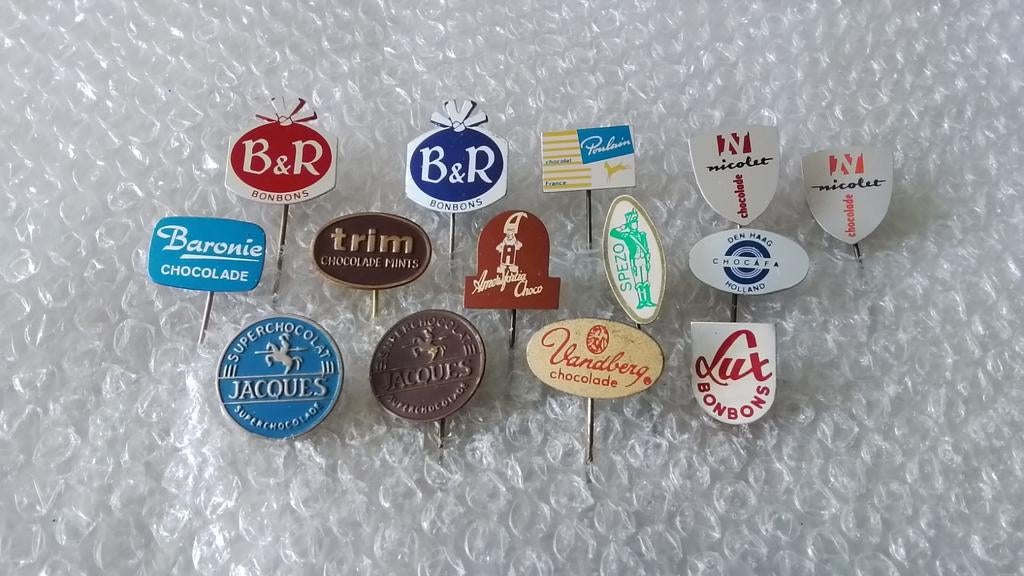 B&R
BONBONS
B&R
BONBONS
Poulain
chocolat
France
N
nicolet
chocolade
N
nicolet
chocolade
Baronie
CHOCOLADE
trim
CHOCOLADE MINTS
Choco
SPEZO
DEN HAAG
CHOCAFA
HOLLAND
SUPERCHOCOLAT
JACQUES
SUPERCHOCOLADE
SUPERCHOCOLAT
JACQUES
SUPERCHOCOLADE
Vandberg
chocolade
Lux
BONBONS